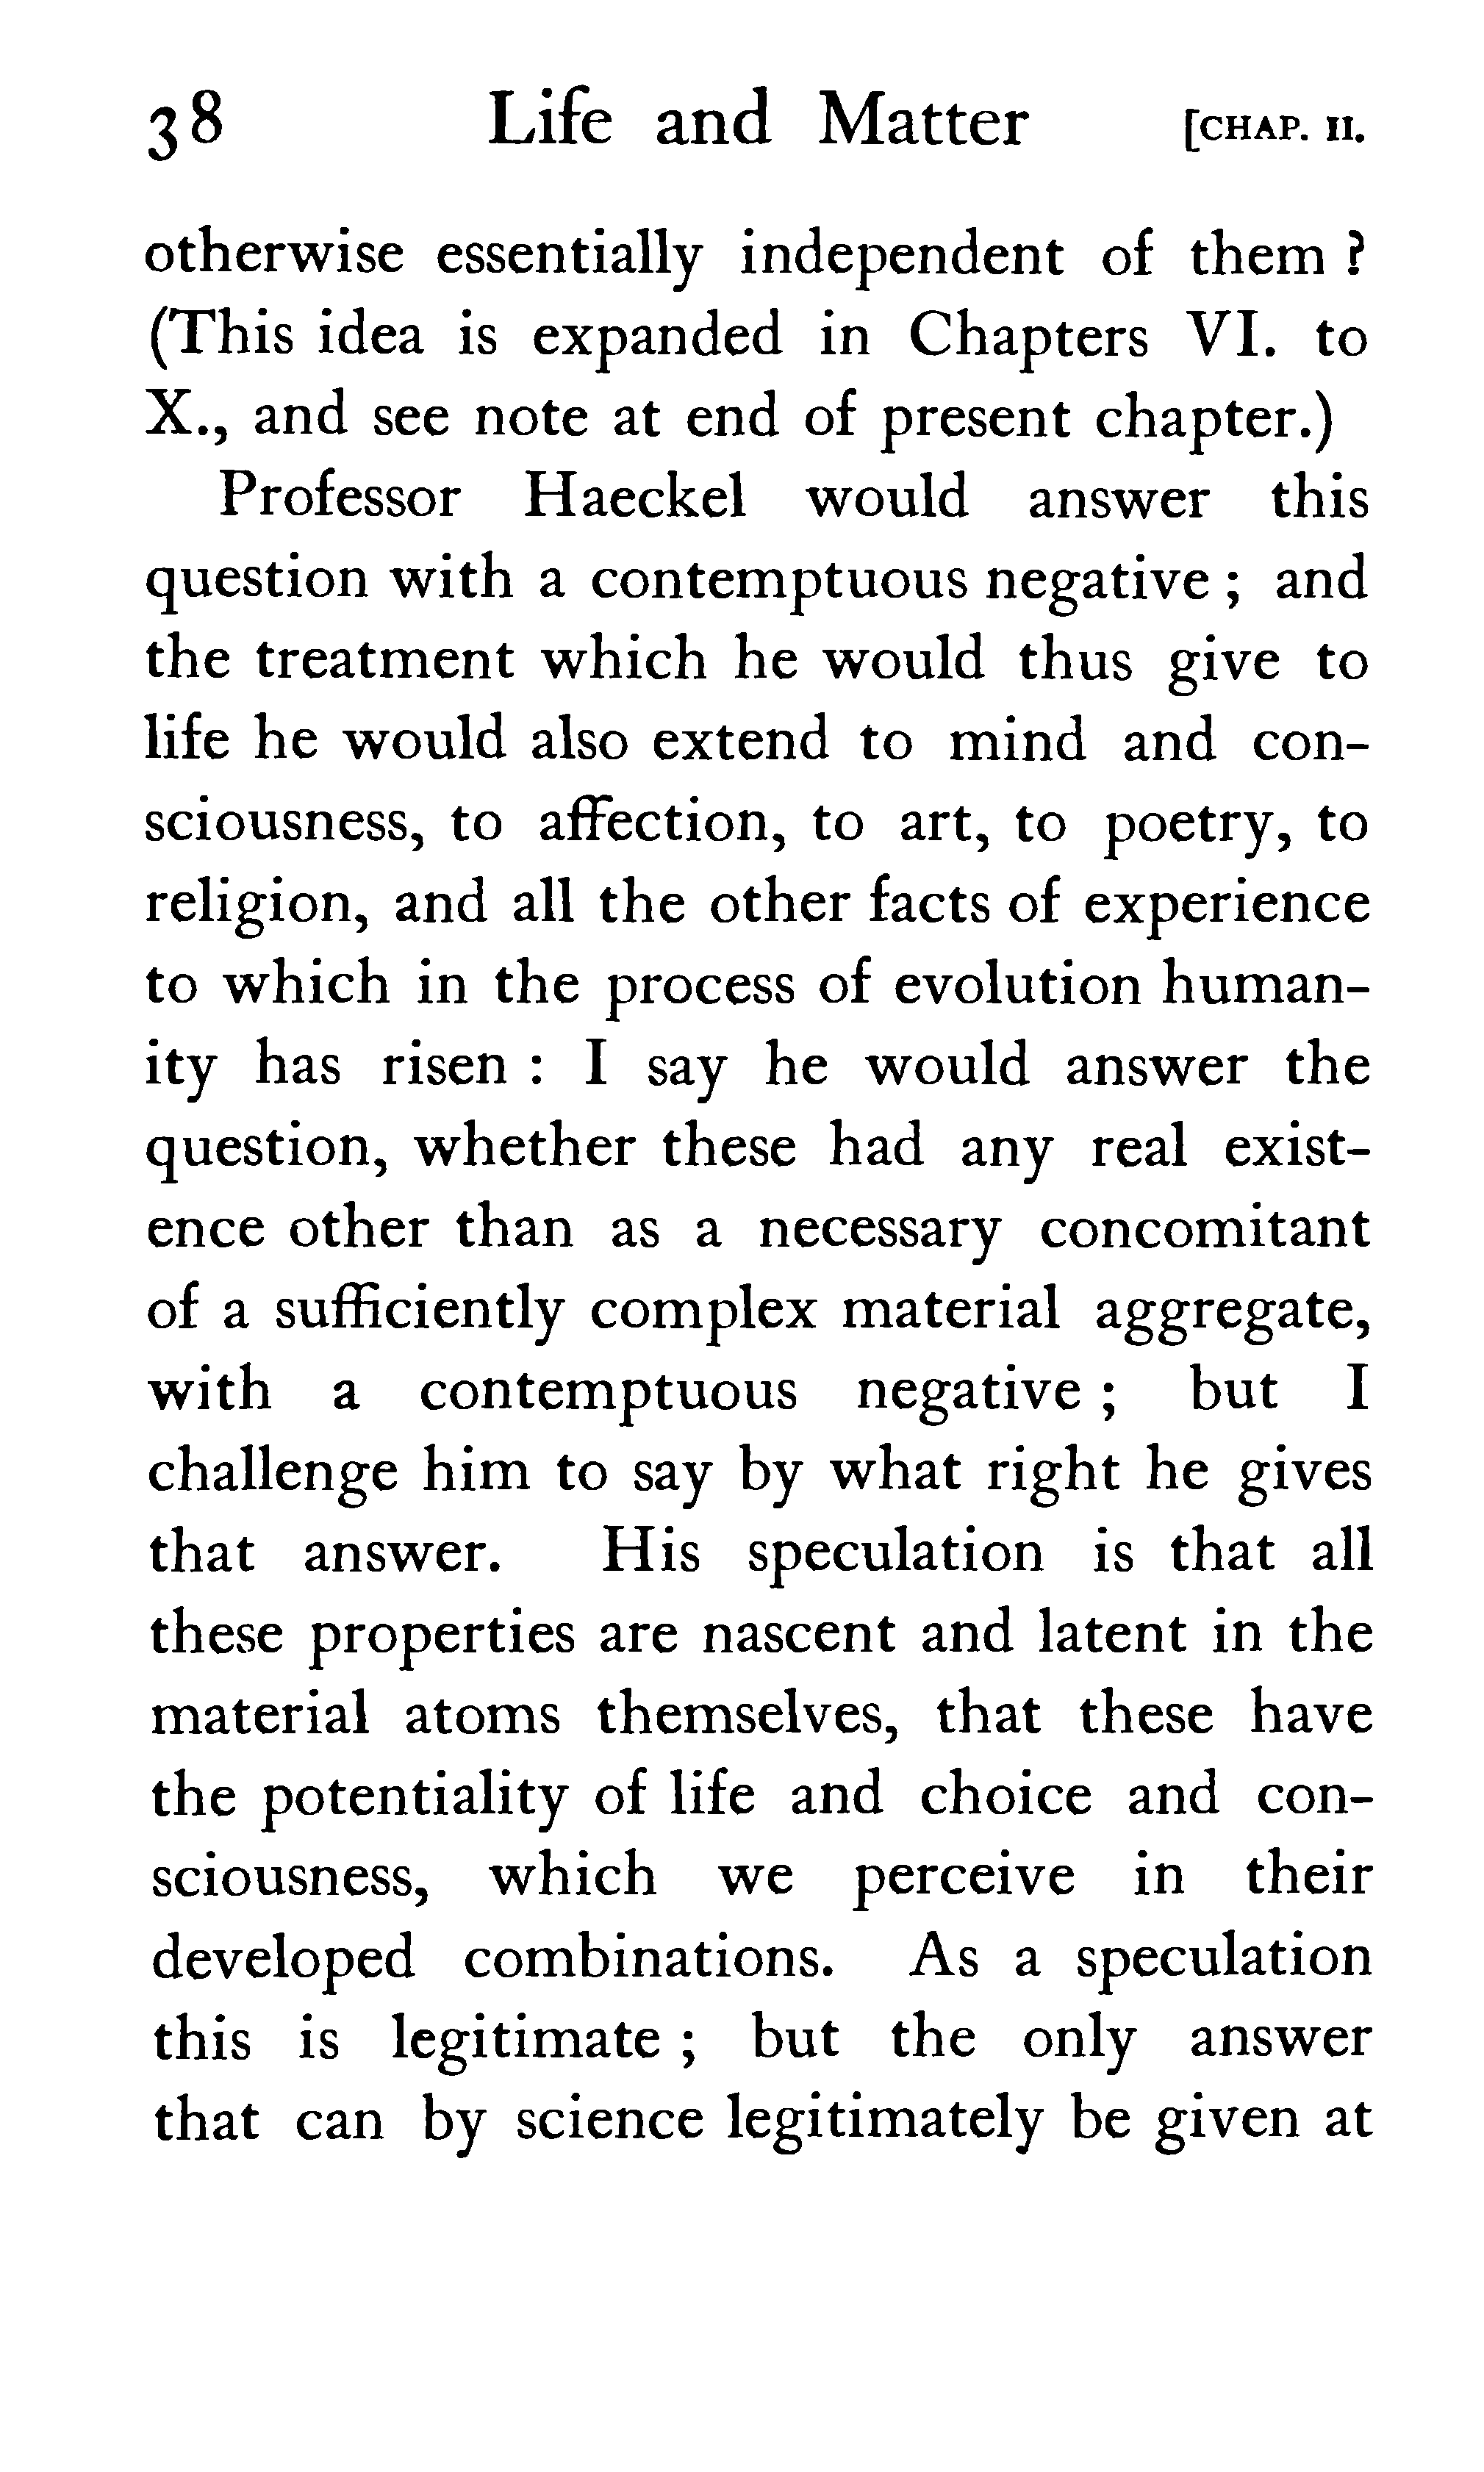 38 Life and Matter [CHAP. II.
otherwise essentially independent of them ?
(This idea is expanded in Chapters VI. to
X., and see note at end of present chapter.)
Professor Haeckel would answer this
question with a contemptuous negative ; and
the treatment which he would thus give to
life he would also extend to mind and con-
sciousness, to affection, to art, to poetry, to
religion, and all the other facts of experience
to which in the process of evolution human-
ity has risen : I say he would answer the
question, whether these had any real exist-
ence other than as a necessary concomitant
of a sufficiently complex material aggregate,
with a contemptuous negative ; but I
challenge him to say by what right he gives
that answer. His speculation is that all
these properties are nascent and latent in the
material atoms themselves, that these have
the potentiality of life and choice and con-
sciousness, which we perceive in their
developed combinations. As a speculation
this is legitimate ; but the only answer
that can by science legitimately be given at